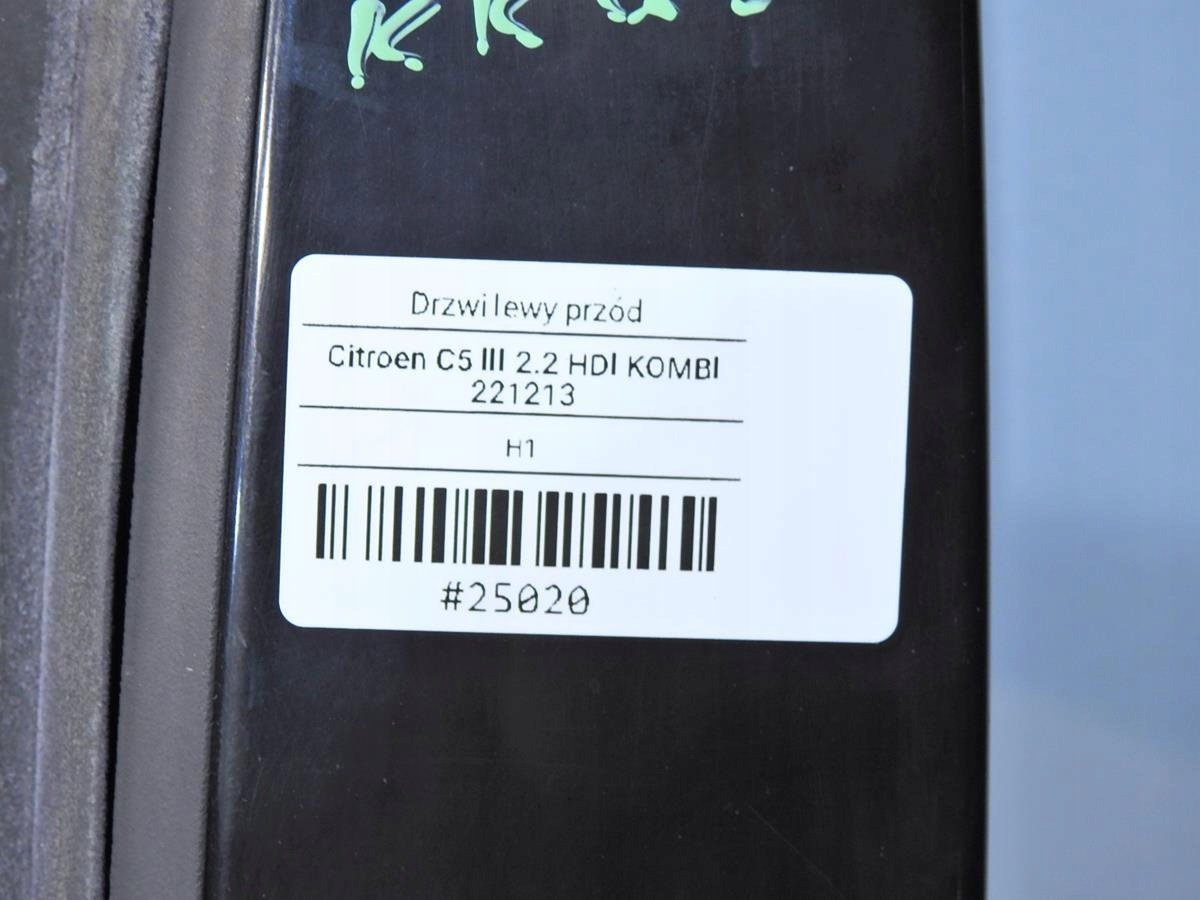 Drzwi lewy przód
Citroen C5 III 2.2 HDI KOMBI
221213
H1
#25020